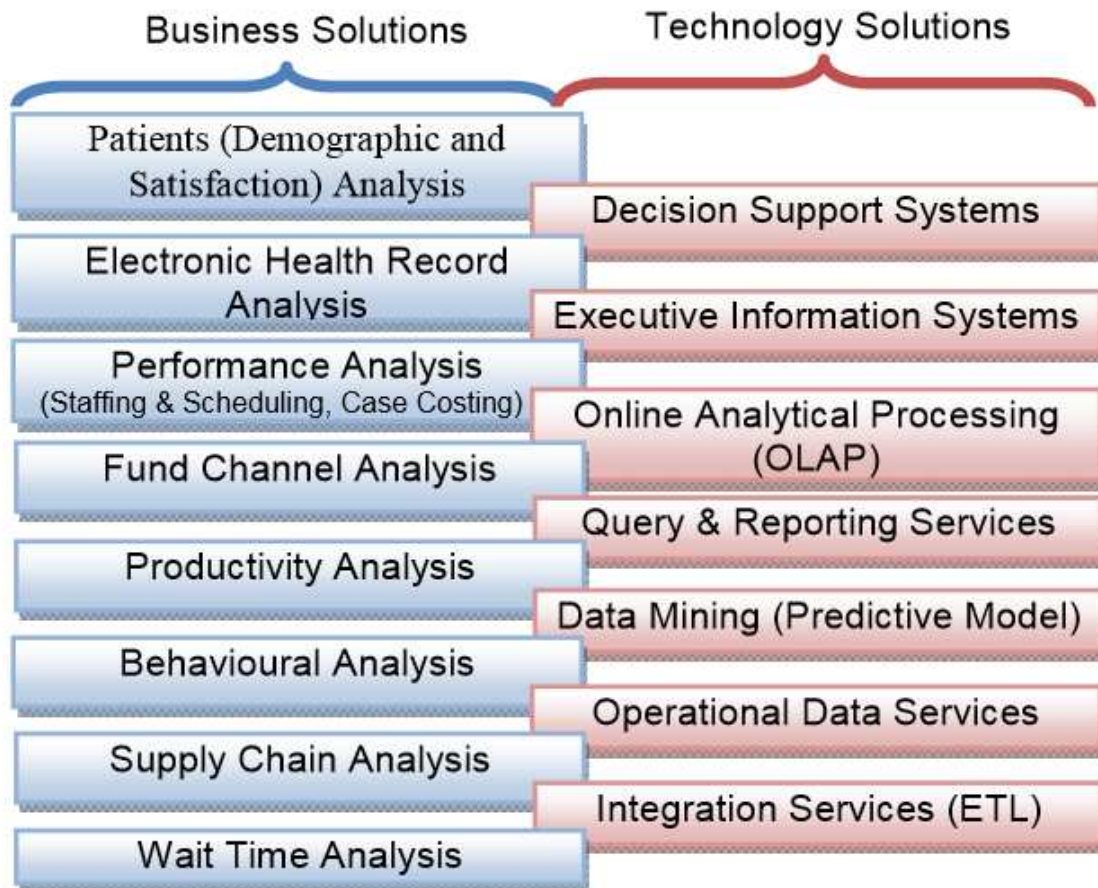 Business Solutions
Technology Solutions
Patients (Demographic and
Satisfaction) Analysis
Electronic Health Record
Analysis
Performance Analysis
(Staffing & Scheduling, Case Costing)
Fund Channel Analysis
Productivity Analysis
Behavioural Analysis
Supply Chain Analysis
Wait Time Analysis
Decision Support Systems
Executive Information Systems
Online Analytical Processing
(OLAP)
Query & Reporting Services
Data Mining (Predictive Model)
Operational Data Services
Integration Services (ETL)